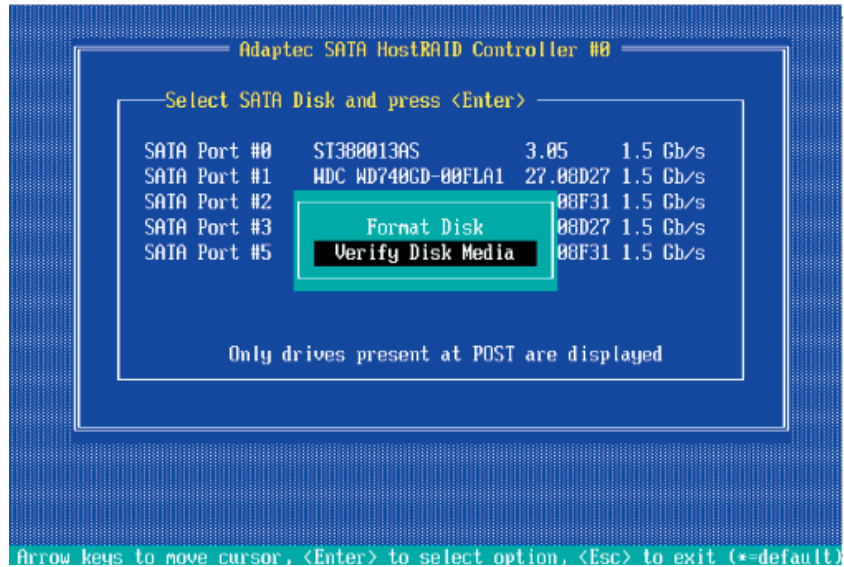 Adaptec SATA HostRAID Controller #0
Select SATA Disk and press <Enter>
SATA Port #0 ST380013AS 3.05 1.5 Gb/s
SATA Port #1 WDC WD740GD-00FLA1 27.08D27 1.5 Gb/s
SATA Port #2 08F31 1.5 Gb/s
SATA Port #3 Format Disk 08D27 1.5 Gb/s
SATA Port #5 Verify Disk Media 08F31 1.5 Gb/s
Only drives present at POST are displayed
Arrow keys to move cursor, <Enter> to select option, <Esc> to exit (*=default)